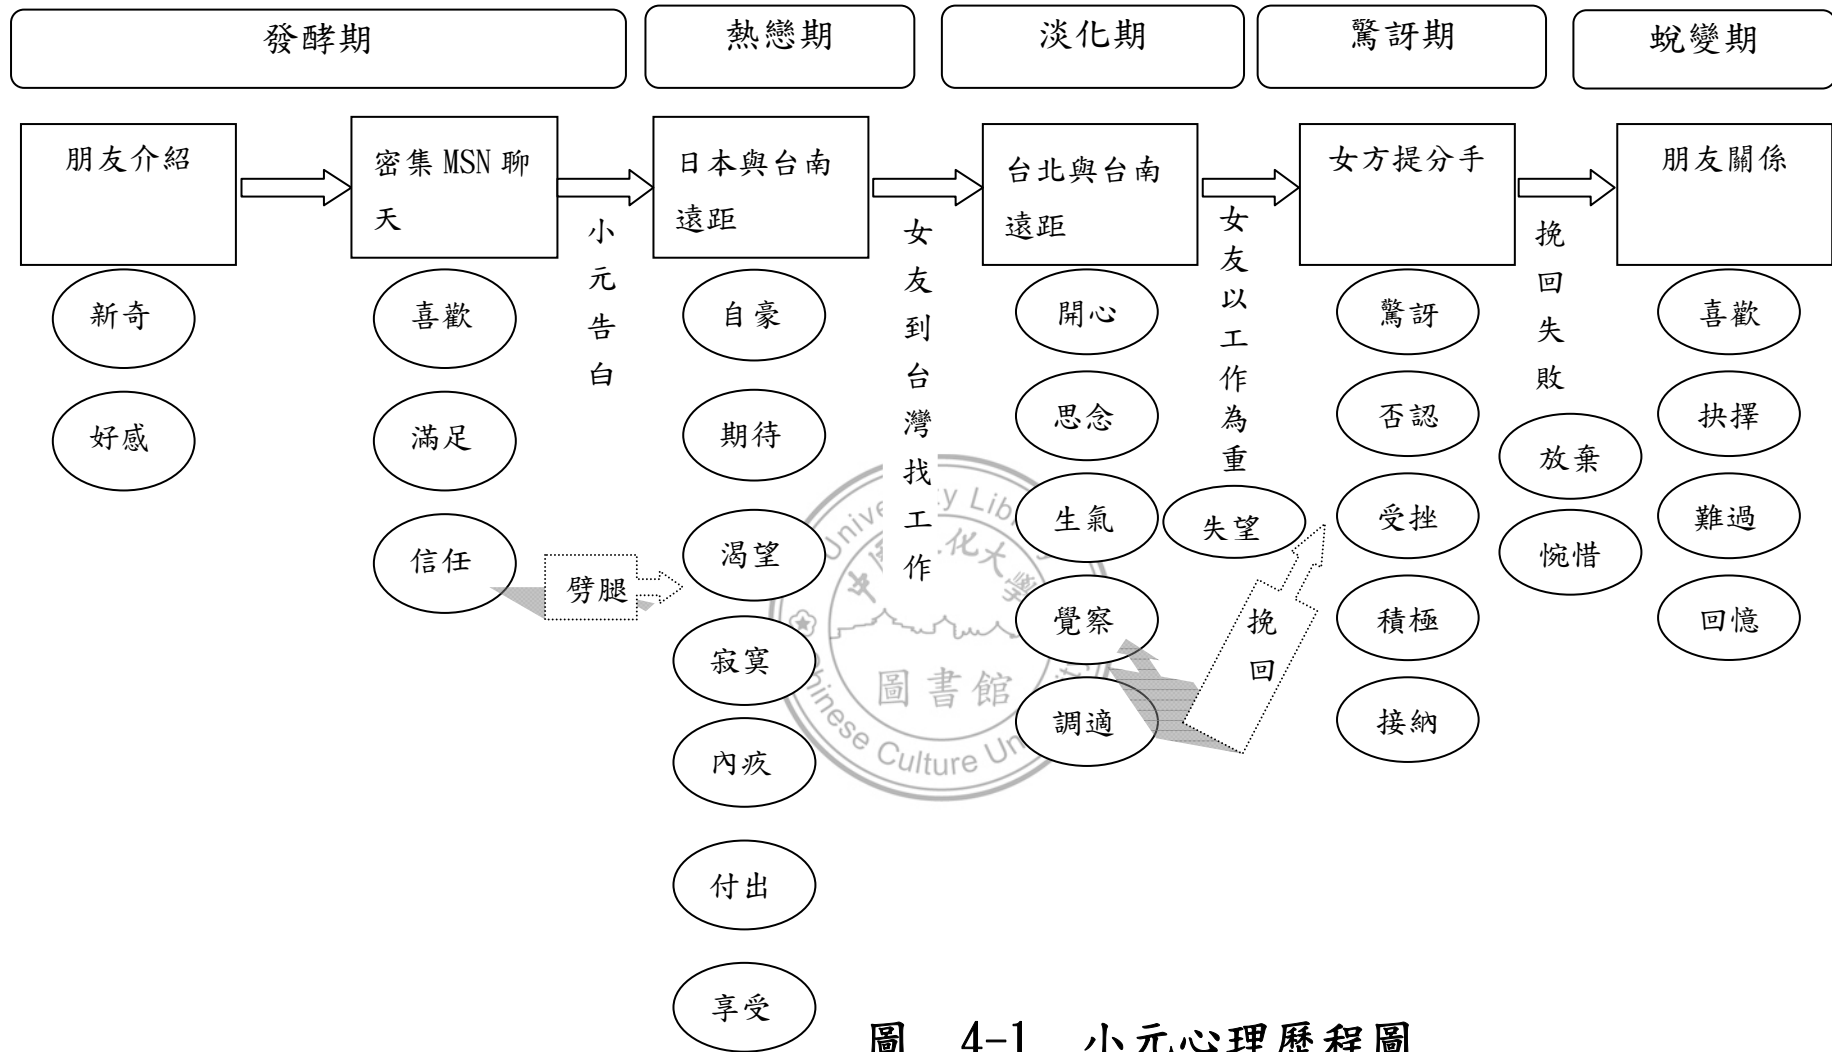 發酵期
熱戀期
淡化期
驚訝期
蛻變期
朋友介紹
密集 MSN 聊
天
日本與台南
遠距
台北與台南
遠距
女方提分手
朋友關係
小元告白
女友到台灣找工作
女友以工作為重
挽回失敗
新奇
好感
喜歡
滿足
信任
劈腿
自豪
期待
渴望
寂寞
內疚
付出
享受
開心
思念
生氣
覺察
調適
失望
挽回
驚訝
否認
受挫
積極
接納
放棄
惋惜
喜歡
抉擇
難過
回憶
圖書館
Chinese Culture Un
圖 4-1 小元心理歷程圖